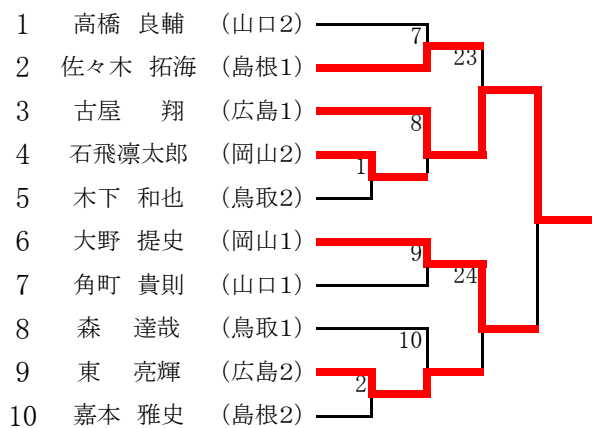 1 高橋 良輔 (山口2)
7
2 佐々木 拓海 (島根1)
23
3 古屋 翔 (広島1)
8
4 石飛凛太郎 (岡山2)
1
5 木下 和也 (鳥取2)
6 大野 提史 (岡山1)
9
7 角町 貴則 (山口1)
24
8 森 達哉 (鳥取1)
10
9 東 亮輝 (広島2)
2
10 嘉本 雅史 (島根2)